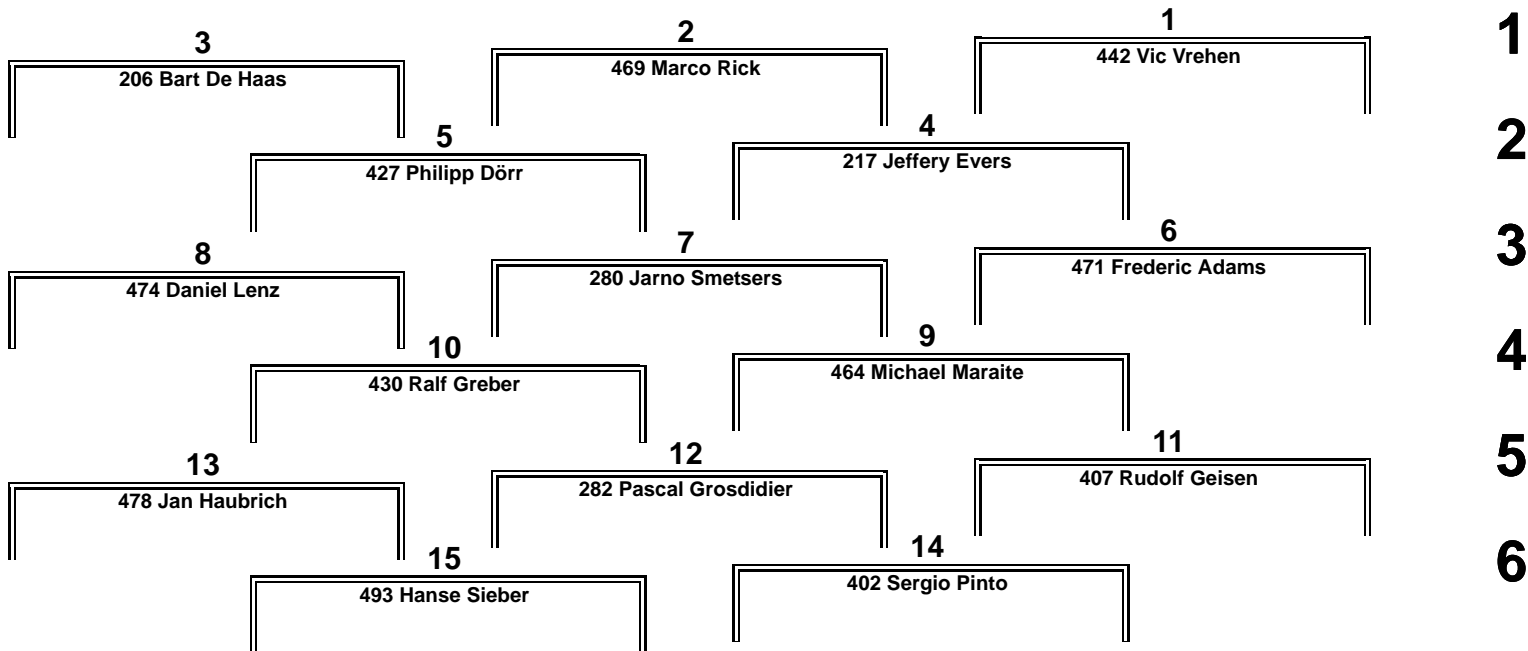 3 2 1 1
206 Bart De Haas 469 Marco Rick 442 Vic Vrehen
5 4 2
427 Philipp Dörr 217 Jeffery Evers
8 7 6 3
474 Daniel Lenz 280 Jarno Smetsers 471 Frederic Adams
10 9 4
430 Ralf Greber 464 Michael Maraite
13 12 11 5
478 Jan Haubrich 282 Pascal Grosdidier 407 Rudolf Geisen
15 14 6
493 Hanse Sieber 402 Sergio Pinto